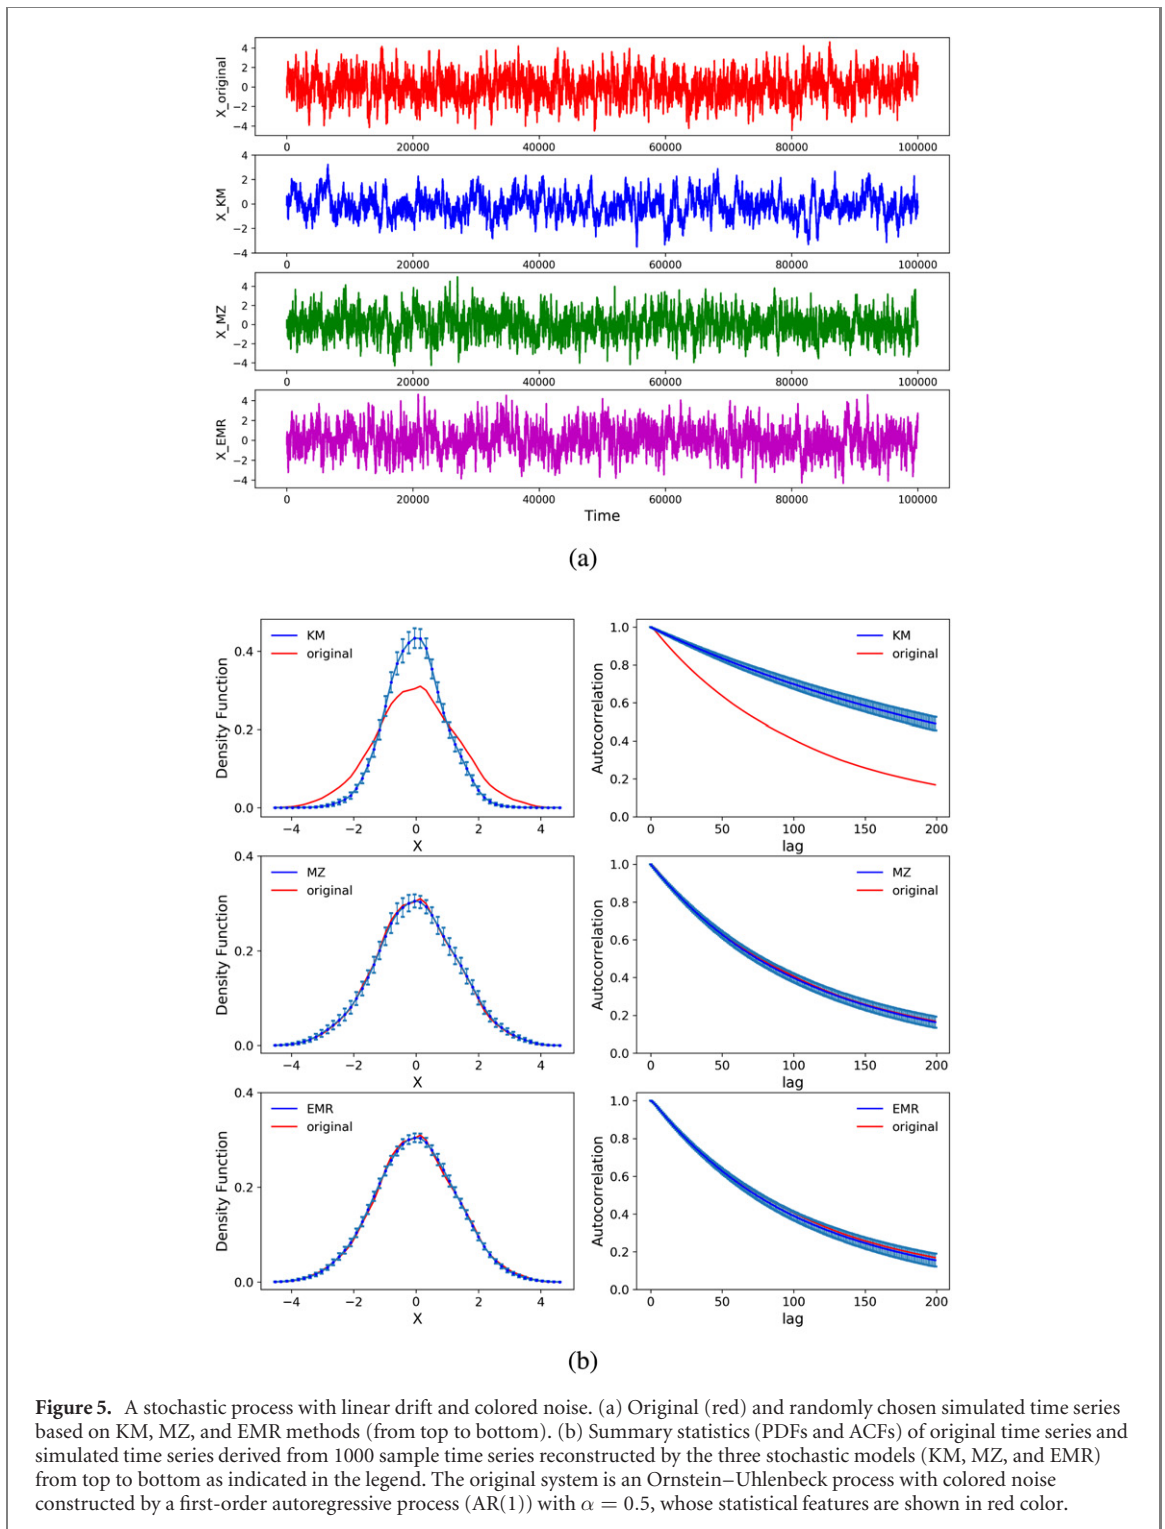 X_original
4
2
0
−2
−4
0 20000 40000 60000 80000 100000
X_KM
4
2
0
−2
−4
0 20000 40000 60000 80000 100000
X_MZ
4
2
0
−2
−4
0 20000 40000 60000 80000 100000
X_EMR
4
2
0
−2
−4
0 20000 40000 60000 80000 100000
Time
(a)
KM
original
Density Function
0.4
0.2
0.0
−4 −2 0 2 4
X
KM
original
Autocorrelation
1.0
0.8
0.6
0.4
0.2
0.0
0 50 100 150 200
lag
MZ
original
Density Function
0.4
0.2
0.0
−4 −2 0 2 4
X
MZ
original
Autocorrelation
1.0
0.8
0.6
0.4
0.2
0.0
0 50 100 150 200
lag
EMR
original
Density Function
0.4
0.2
0.0
−4 −2 0 2 4
X
EMR
original
Autocorrelation
1.0
0.8
0.6
0.4
0.2
0.0
0 50 100 150 200
lag
(b)
Figure 5. A stochastic process with linear drift and colored noise. (a) Original (red) and randomly chosen simulated time series
based on KM, MZ, and EMR methods (from top to bottom). (b) Summary statistics (PDFs and ACFs) of original time series and
simulated time series derived from 1000 sample time series reconstructed by the three stochastic models (KM, MZ, and EMR)
from top to bottom as indicated in the legend. The original system is an Ornstein–Uhlenbeck process with colored noise
constructed by a first-order autoregressive process (AR(1)) with α = 0.5, whose statistical features are shown in red color.